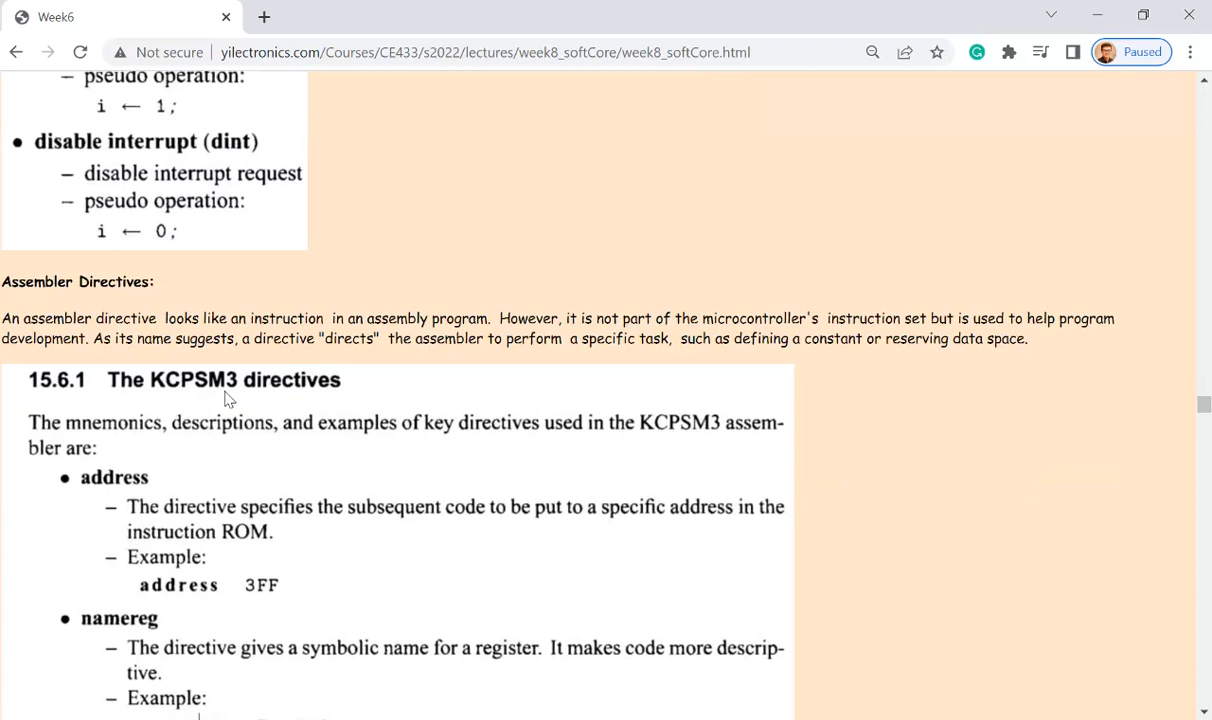 Week6
Not secure
yilectronics.com/Courses/CE433/s2022/lectures/week8_softCore/week8_softCore.html
Paused
– pseudo operation:
i ← 1;
• disable interrupt (dint)
– disable interrupt request
– pseudo operation:
i ← 0;
Assembler Directives:
An assembler directive looks like an instruction in an assembly program. However, it is not part of the microcontroller's instruction set but is used to help program
development. As its name suggests, a directive "directs" the assembler to perform a specific task, such as defining a constant or reserving data space.
15.6.1 The KCPSM3 directives
The mnemonics, descriptions, and examples of key directives used in the KCPSM3 assem-
bler are:
• address
– The directive specifies the subsequent code to be put to a specific address in the
instruction ROM.
– Example:
address 3FF
• namereg
– The directive gives a symbolic name for a register. It makes code more descrip-
tive.
– Example: